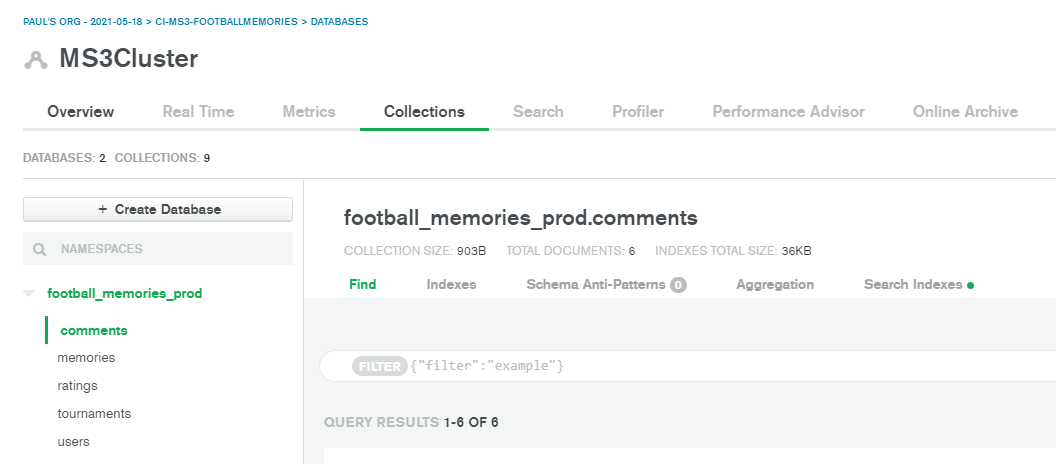 PAUL'S ORG - 2021-05-18 > CI-MS3-FOOTBALLMEMORIES > DATABASES
MS3Cluster
Overview Real Time Metrics Collections Search Profiler Performance Advisor Online Archive
DATABASES: 2 COLLECTIONS: 9
+ Create Database
NAMESPACES
football_memories_prod
comments
memories
ratings
tournaments
users
football_memories_prod.comments
COLLECTION SIZE: 903B TOTAL DOCUMENTS: 6 INDEXES TOTAL SIZE: 36KB
Find Indexes Schema Anti-Patterns 0 Aggregation Search Indexes
FILTER {"filter":"example"}
QUERY RESULTS 1-6 OF 6